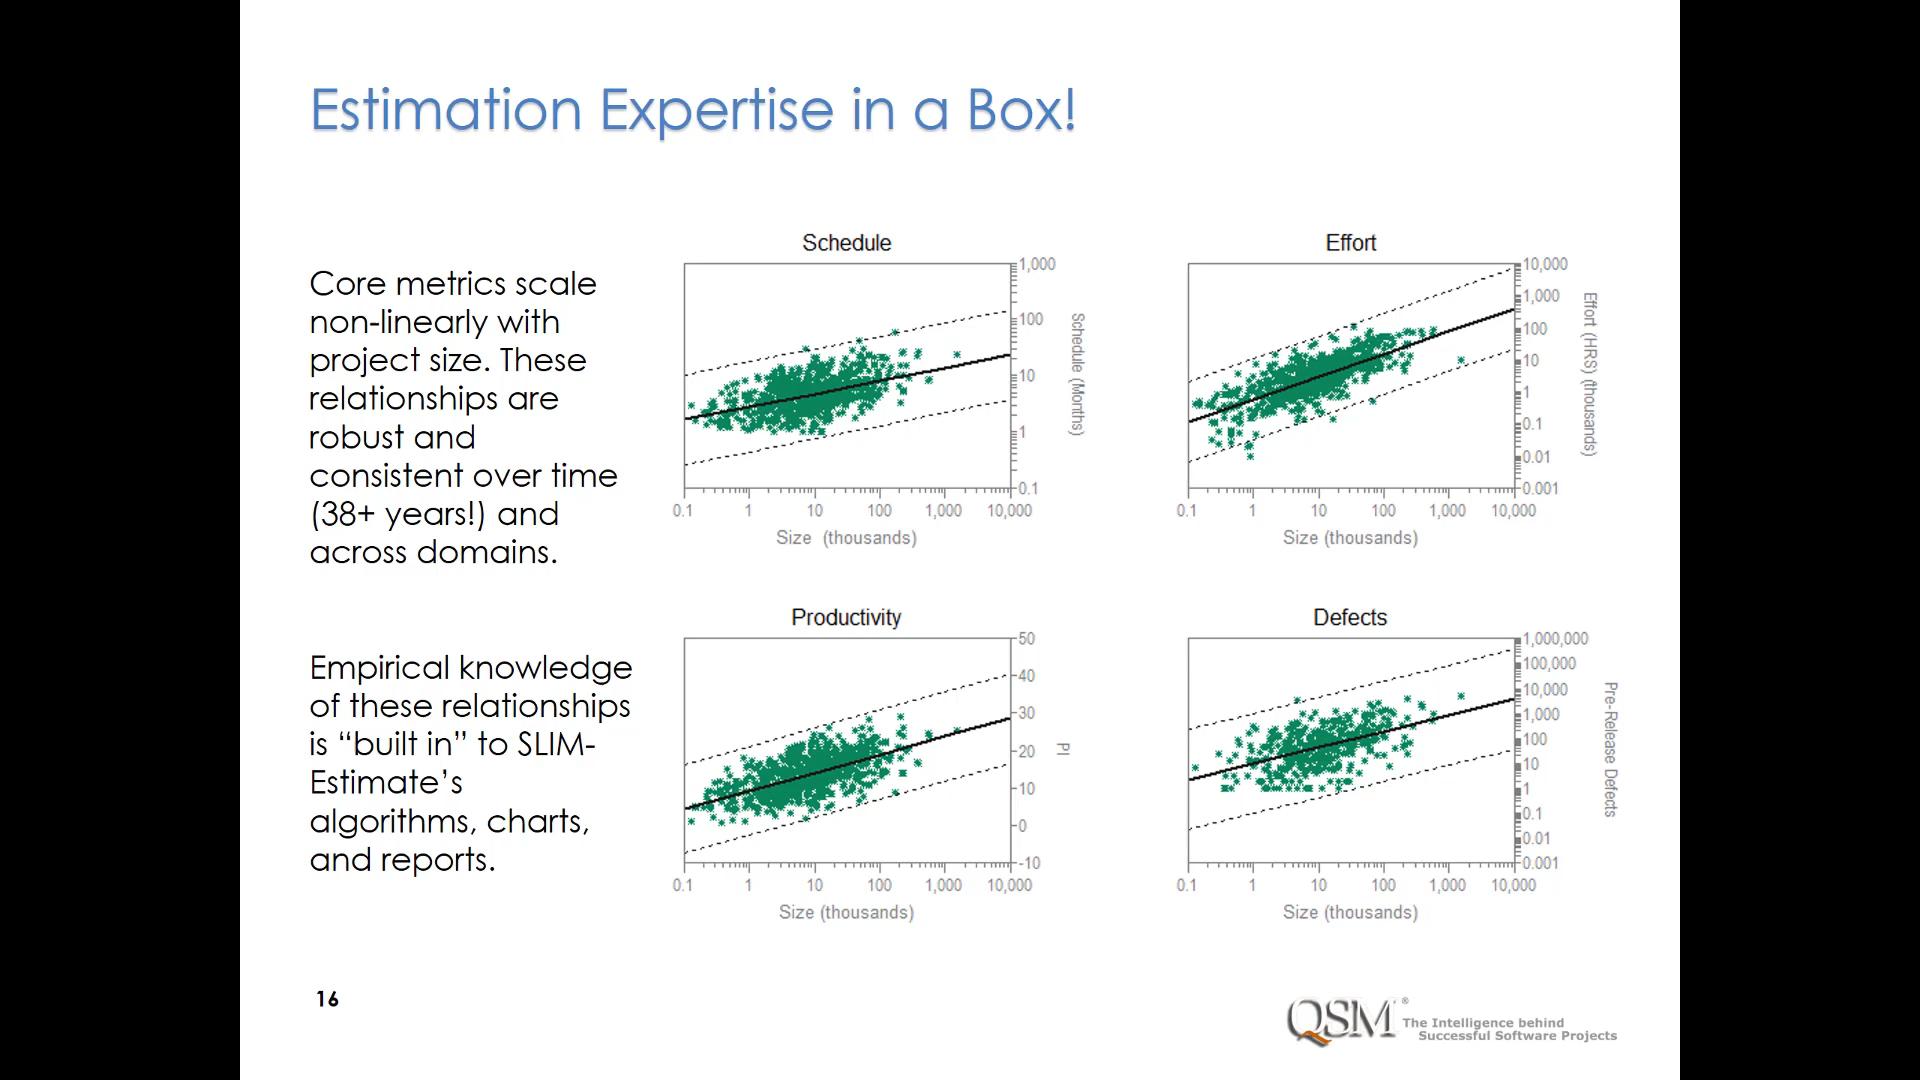 Estimation Expertise in a Box!
Core metrics scale
non-linearly with
project size. These
relationships are
robust and
consistent over time
(38+ years!) and
across domains.
Empirical knowledge
of these relationships
is “built in” to SLIM-
Estimate’s
algorithms, charts,
and reports.
Schedule
1,000
100
10
1
0.1
Schedule (Months)
0.1 1 10 100 1,000 10,000
Size (thousands)
Effort
10,000
1,000
100
10
1
0.1
0.01
0.001
Effort (HRS) (thousands)
0.1 1 10 100 1,000 10,000
Size (thousands)
Productivity
50
40
30
20
10
0
-10
PI
0.1 1 10 100 1,000 10,000
Size (thousands)
Defects
1,000,000
100,000
10,000
1,000
100
10
1
0.1
0.01
0.001
Pre-Release Defects
0.1 1 10 100 1,000 10,000
Size (thousands)
16
QSM®
The Intelligence behind
Successful Software Projects